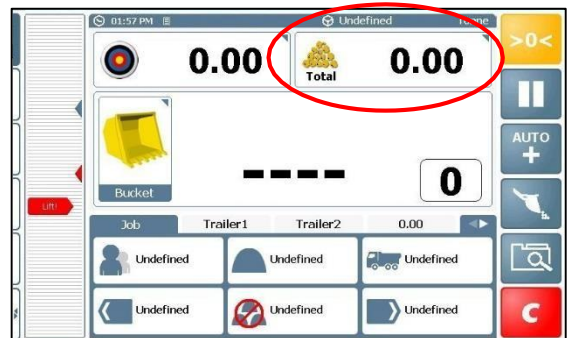 01:57 PM Undefined Tonne
>0<
0.00 Total 0.00
AUTO
+
Bucket ---- 0
Lift!
Job Trailer1 Trailer2 0.00
Undefined Undefined Undefined
Undefined Undefined Undefined
C